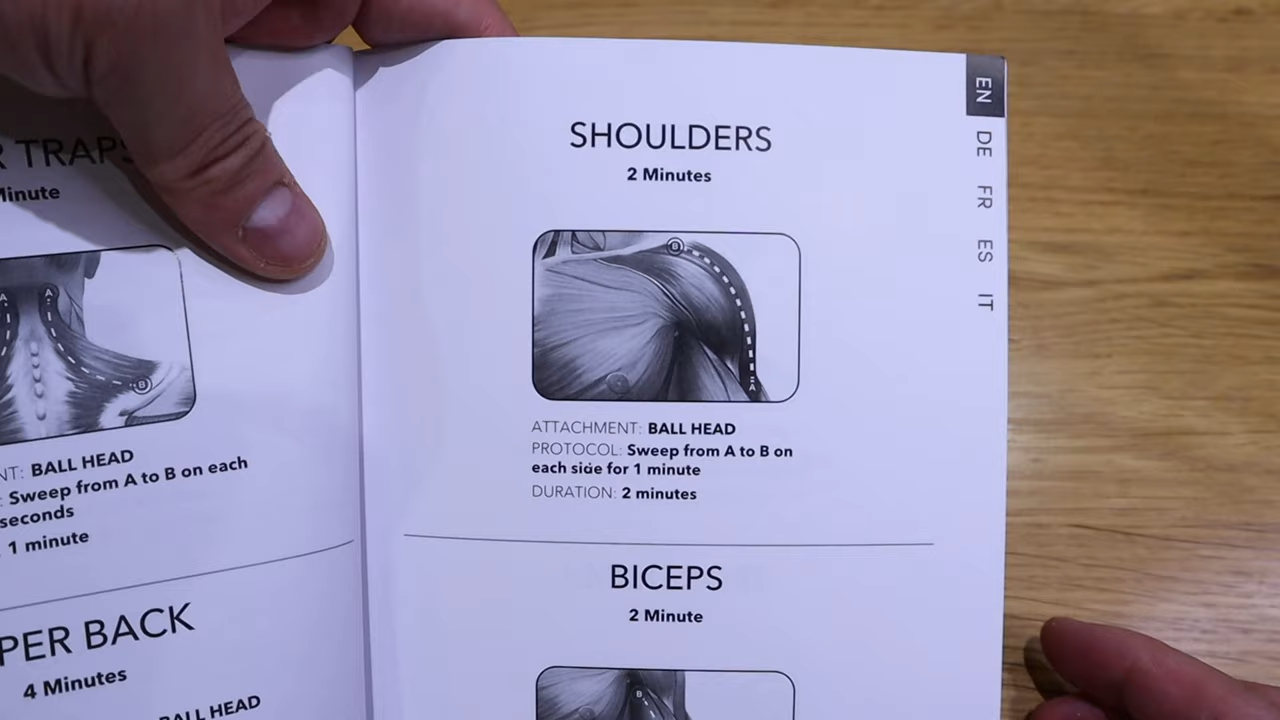 R TRAPS
Minute
A
A
B
NT: BALL HEAD
: Sweep from A to B on each
seconds
1 minute
PER BACK
4 Minutes
BALL HEAD
SHOULDERS
2 Minutes
B
A
ATTACHMENT: BALL HEAD
PROTOCOL: Sweep from A to B on
each side for 1 minute
DURATION: 2 minutes
BICEPS
2 Minute
B
EN
DE
FR
ES
IT